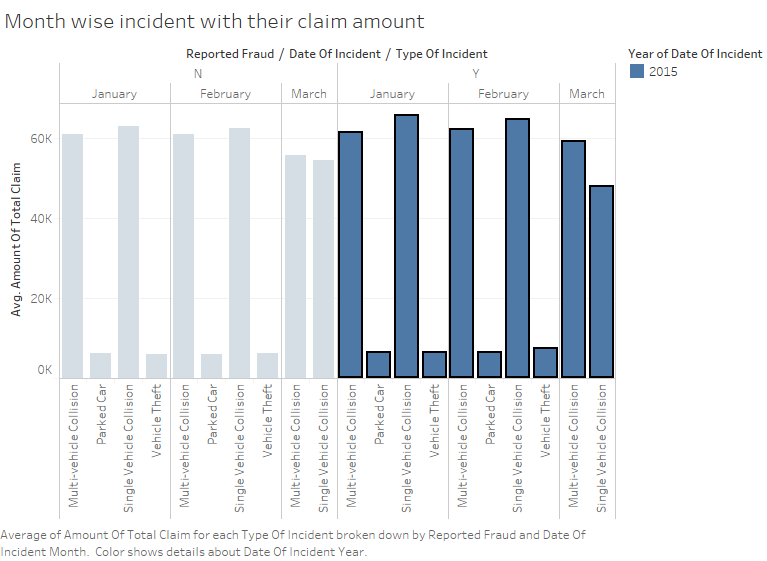 Month wise incident with their claim amount
Reported Fraud / Date Of Incident / Type Of Incident
Year of Date Of Incident
2015
N
Y
January
February
March
January
February
March
Avg. Amount Of Total Claim
60K
40K
20K
0K
Multi-vehicle Collision
Parked Car
Single Vehicle Collision
Vehicle Theft
Multi-vehicle Collision
Parked Car
Single Vehicle Collision
Vehicle Theft
Multi-vehicle Collision
Single Vehicle Collision
Multi-vehicle Collision
Parked Car
Single Vehicle Collision
Vehicle Theft
Multi-vehicle Collision
Parked Car
Single Vehicle Collision
Vehicle Theft
Multi-vehicle Collision
Single Vehicle Collision
Average of Amount Of Total Claim for each Type Of Incident broken down by Reported Fraud and Date Of
Incident Month. Color shows details about Date Of Incident Year.